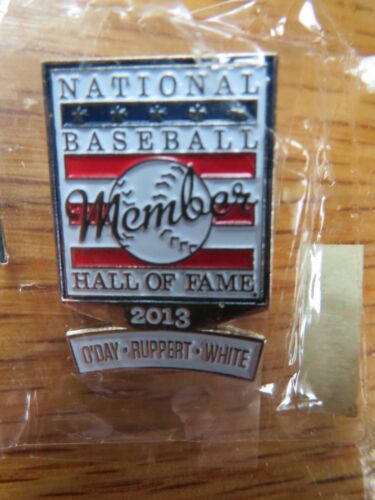 NATIONAL
BASEBALL
Member
HALL OF FAME
2013
O'DAY • RUPPERT • WHITE